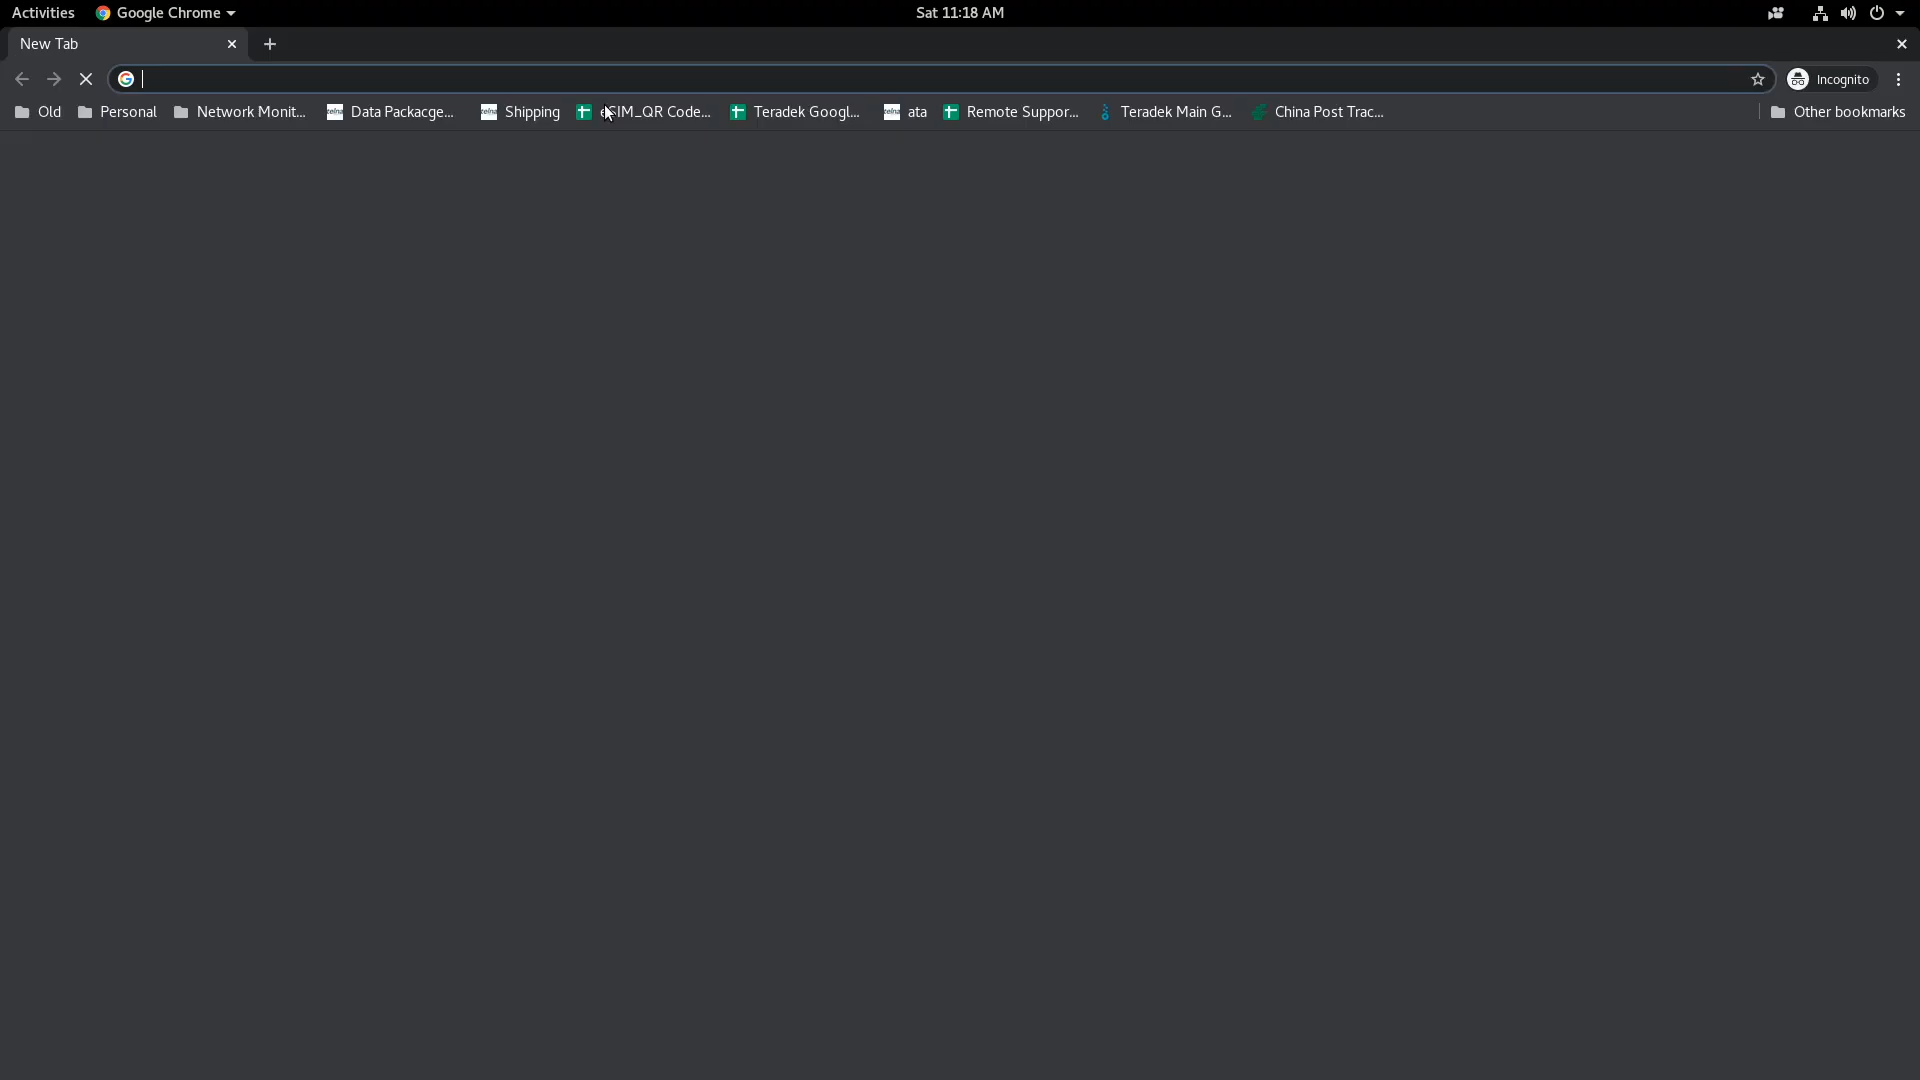 Activities Google Chrome Sat 11:18 AM
New Tab
Incognito
Old Personal Network Monit... Data Packacge... Shipping eSIM_QR Code... Teradek Googl... ata Remote Suppor... Teradek Main G... China Post Trac... Other bookmarks